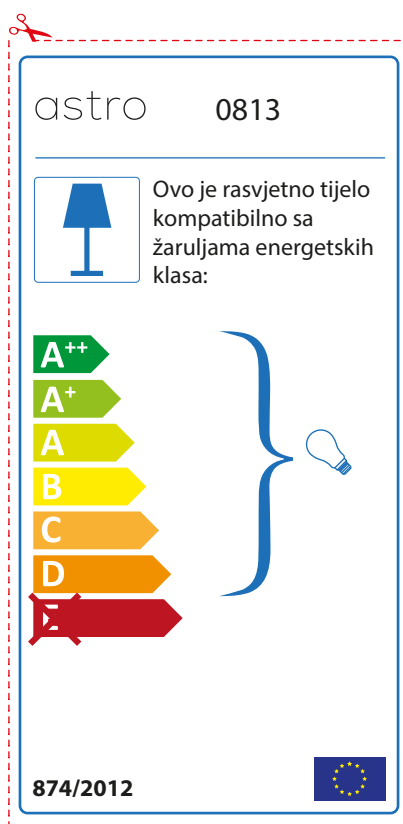 astro 0813
Ovo je rasvjetno tijelo
kompatibilno sa
žaruljama energetskih
klasa:
A++
A+
A
B
C
D
E
874/2012